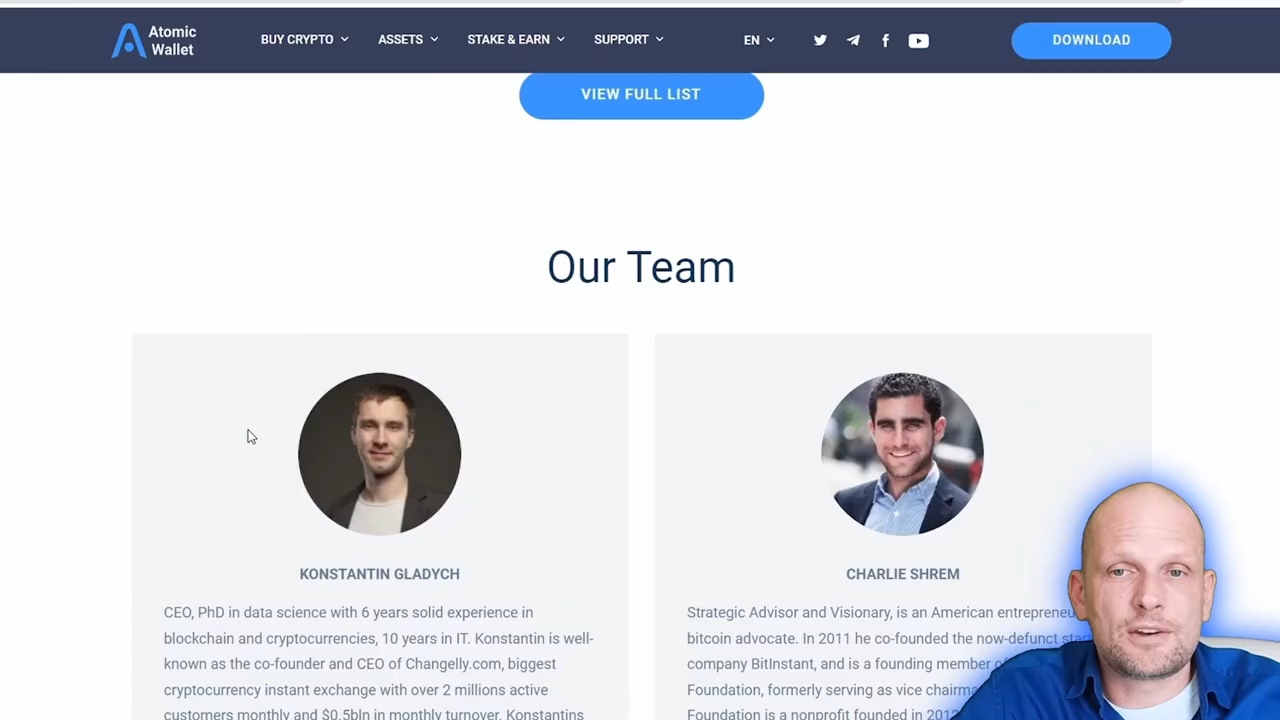 Atomic
Wallet
BUY CRYPTO
ASSETS
STAKE & EARN
SUPPORT
EN
DOWNLOAD
VIEW FULL LIST
Our Team
KONSTANTIN GLADYCH
CEO, PhD in data science with 6 years solid experience in
blockchain and cryptocurrencies, 10 years in IT. Konstantin is well-
known as the co-founder and CEO of Changelly.com, biggest
cryptocurrency instant exchange with over 2 millions active
customers monthly and $0.5bln in monthly turnover. Konstantins
CHARLIE SHREM
Strategic Advisor and Visionary, is an American entrepreneu
bitcoin advocate. In 2011 he co-founded the now-defunct
company BitInstant, and is a founding member
Foundation, formerly serving as vice
Foundation is a nonprofit founded in